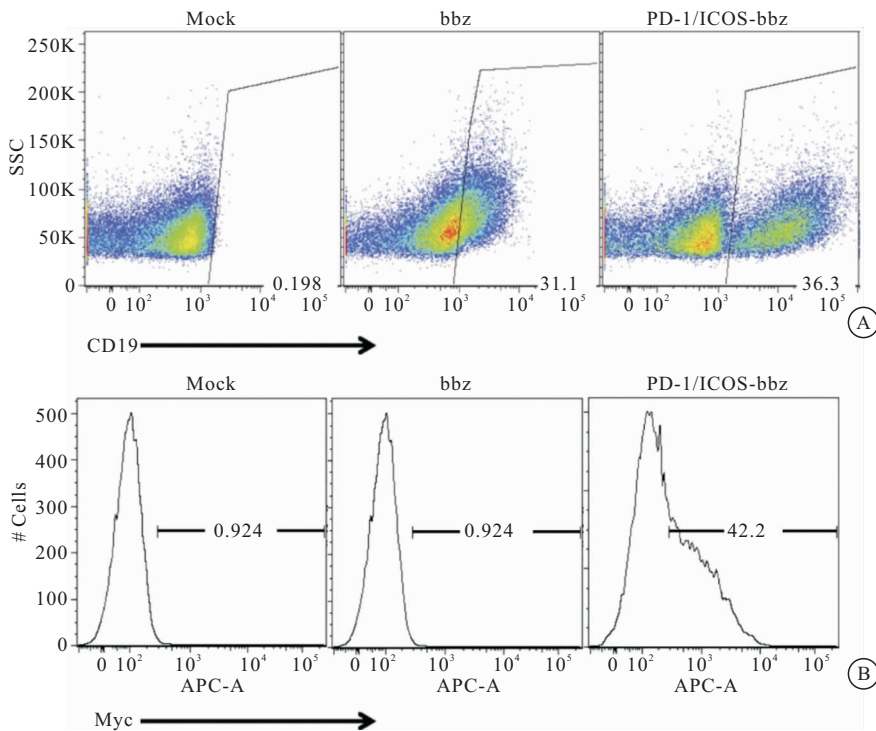 Mock bbz PD-1/ICOS-bbz
250K
200K
150K
100K
50K
0
SSC
0.198 31.1 36.3
0 10² 10³ 10⁴ 10⁵ 0 10² 10³ 10⁴ 10⁵ 0 10² 10³ 10⁴ 10⁵
A
CD19
Mock bbz PD-1/ICOS-bbz
500
400
300
200
100
0
# Cells
0.924 0.924 42.2
0 10² 10³ 10⁴ 10⁵ 0 10² 10³ 10⁴ 10⁵ 0 10² 10³ 10⁴ 10⁵
APC-A APC-A APC-A
B
Myc